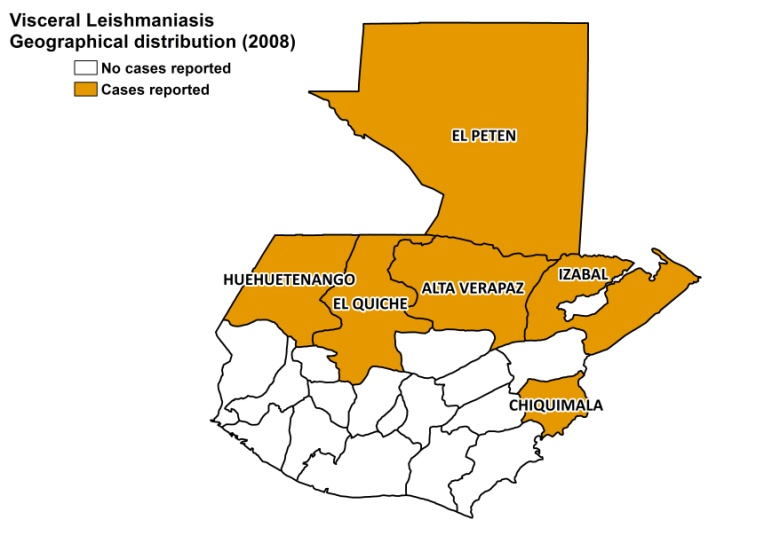 Visceral Leishmaniasis
Geographical distribution (2008)
No cases reported
Cases reported
EL PETEN
HUEHUETENANGO
EL QUICHE
ALTA VERAPAZ
IZABAL
CHIQUIMALA